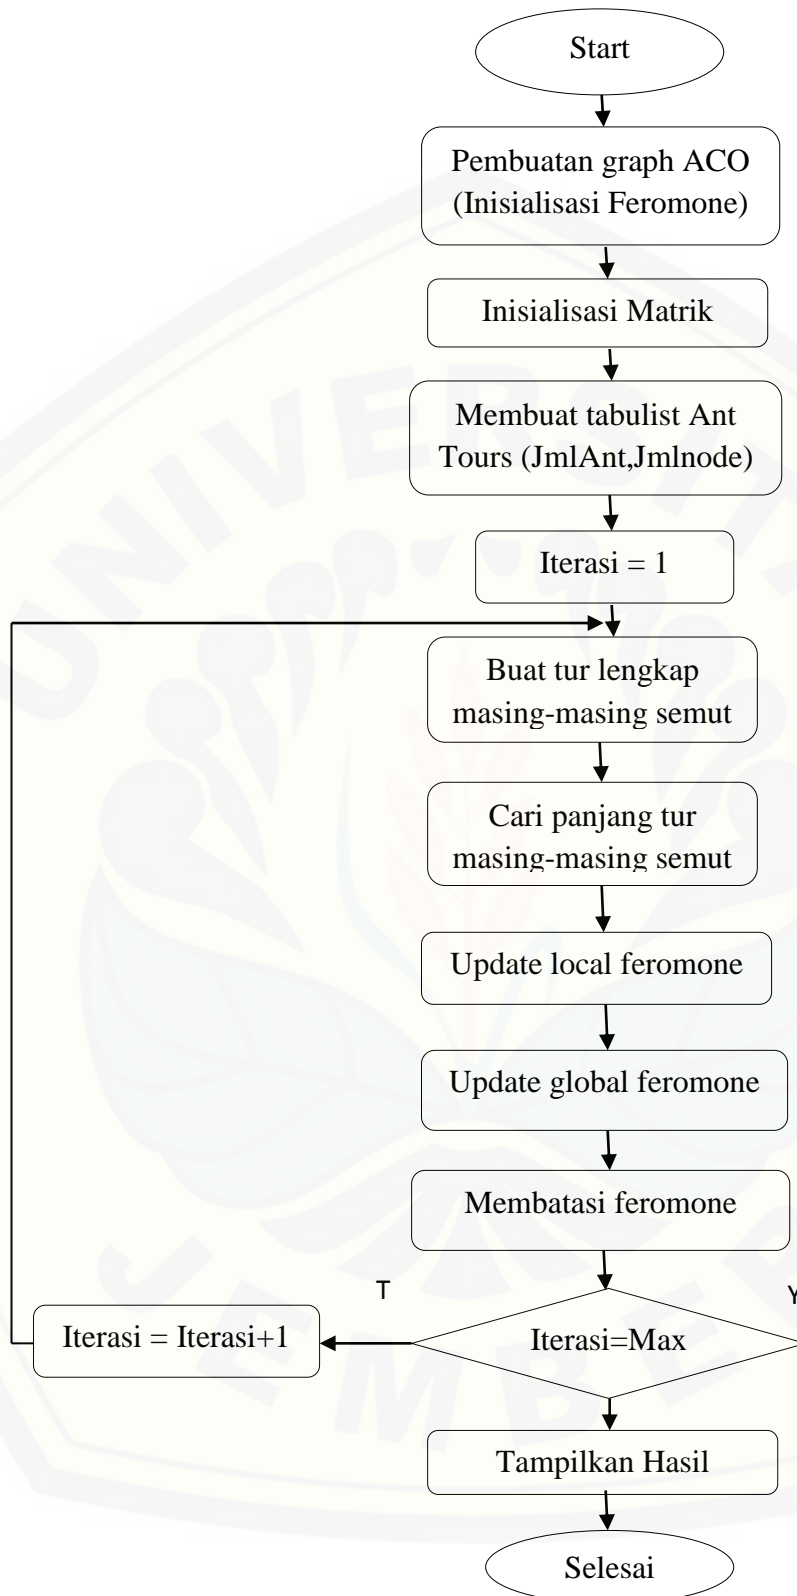 Start
Pembuatan graph ACO
(Inisialisasi Feromone)
Inisialisasi Matrik
Membuat tabulist Ant
Tours (JmlAnt,Jmlnode)
Iterasi = 1
Buat tur lengkap
masing-masing semut
Cari panjang tur
masing-masing semut
Update local feromone
Update global feromone
Membatasi feromone
T
Y
Iterasi = Iterasi+1
Iterasi=Max
Tampilkan Hasil
Selesai
UNIVERSITA
JEMBE